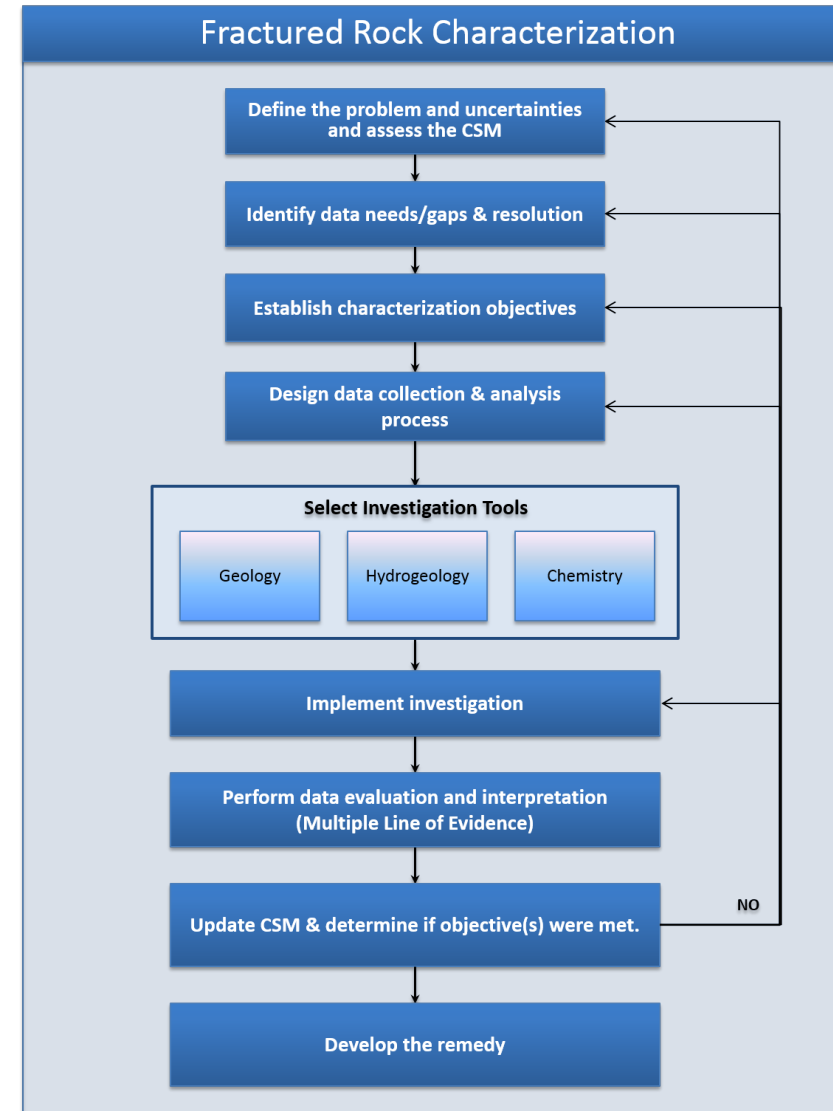 Fractured Rock Characterization
Define the problem and uncertainties
and assess the CSM
Identify data needs/gaps & resolution
Establish characterization objectives
Design data collection & analysis
process
Select Investigation Tools
Geology
Hydrogeology
Chemistry
Implement investigation
Perform data evaluation and interpretation
(Multiple Line of Evidence)
Update CSM & determine if objective(s) were met.
NO
Develop the remedy